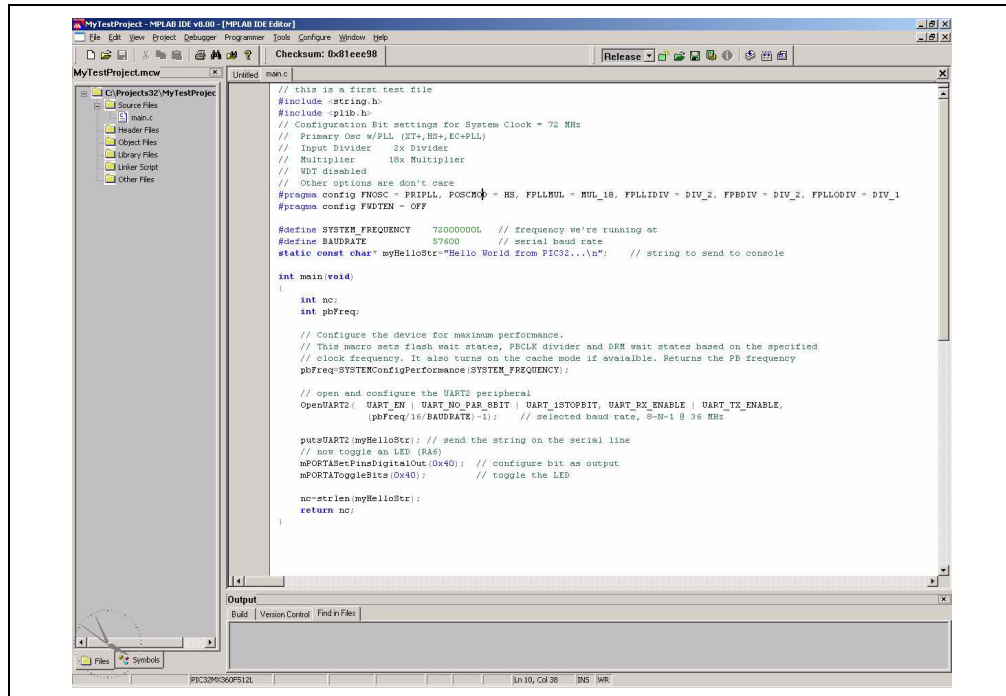 MyTestProject - MPLAB IDE v8.00 - [MPLAB IDE Editor]
File Edit View Project Debugger Programmer Tools Configure Window Help
Checksum: 0x81eee98
Release
MyTestProject.mcw
Untitled main.c
C:\Projects32\MyTestProjec
Source Files
main.c
Header Files
Object Files
Library Files
Linker Script
Other Files
// this is a first test file
#include <string.h>
#include <plib.h>
// Configuration Bit settings for System Clock = 72 MHz
// Primary Osc w/PLL (XT+,HS+,EC+PLL)
// Input Divider 2x Divider
// Multiplier 18x Multiplier
// WDT disabled
// Other options are don't care
#pragma config FNOSC = PRIPLL, POSCMOD = HS, FPLLMUL = MUL_18, FPLLIDIV = DIV_2, FPBDIV = DIV_2, FPLLODIV = DIV_1
#pragma config FWDTEN = OFF
#define SYSTEM_FREQUENCY 72000000L // frequency we're running at
#define BAUDRATE 57600 // serial baud rate
static const char* myHelloStr="Hello World from PIC32...\n"; // string to send to console
int main(void)
{
int nc;
int pbFreq;
// Configure the device for maximum performance.
// This macro sets flash wait states, PBCLK divider and DRM wait states based on the specified
// clock frequency. It also turns on the cache mode if avaialble. Returns the PB frequency
pbFreq=SYSTEMConfigPerformance(SYSTEM_FREQUENCY);
// open and configure the UART2 peripheral
OpenUART2( UART_EN | UART_NO_PAR_8BIT | UART_1STOPBIT, UART_RX_ENABLE | UART_TX_ENABLE,
(pbFreq/16/BAUDRATE)-1); // selected baud rate, 8-N-1 @ 36 MHz
putsUART2(myHelloStr); // send the string on the serial line
// now toggle an LED (RA6)
mPORTASetPinsDigitalOut(0x40); // configure bit as output
mPORTAToggleBits(0x40); // toggle the LED
nc=strlen(myHelloStr);
return nc;
}
Output
Build Version Control Find in Files
Files Symbols
PIC32MX360F512L Ln 10, Col 38 INS WR